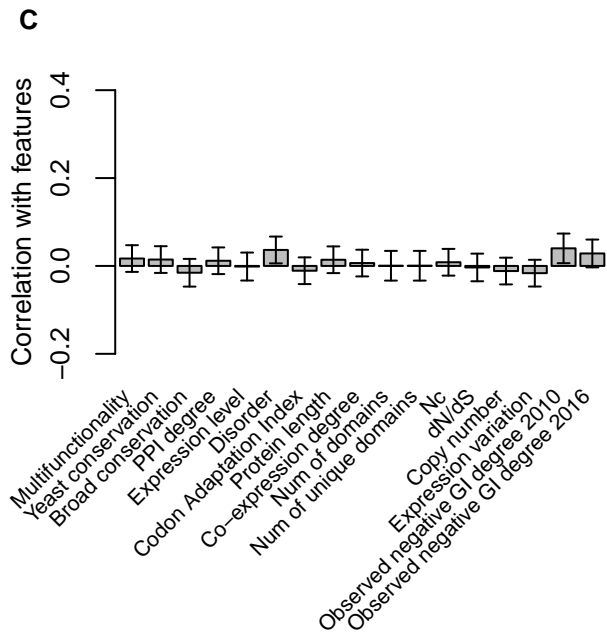 C
Correlation with features
0.4
0.2
0.0
−0.2
Multifunctionality
Yeast conservation
Broad conservation
PPI degree
Expression level
Disorder
Codon Adaptation Index
Protein length
Co−expression degree
Num of domains
Num of unique domains
Nc
dN/dS
Copy number
Expression variation
Observed negative GI degree 2010
Observed negative GI degree 2016